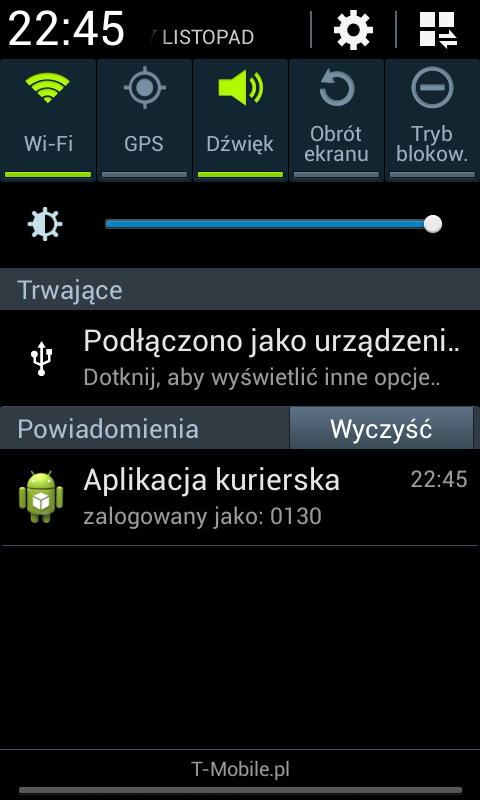 22:45 LISTOPAD
Wi-Fi
GPS
Dźwięk
Obrót
ekranu
Tryb
blokow.
Trwające
Podłączono jako urządzeni..
Dotknij, aby wyświetlić inne opcje..
Powiadomienia
Wyczyść
Aplikacja kurierska
22:45
zalogowany jako: 0130
T-Mobile.pl